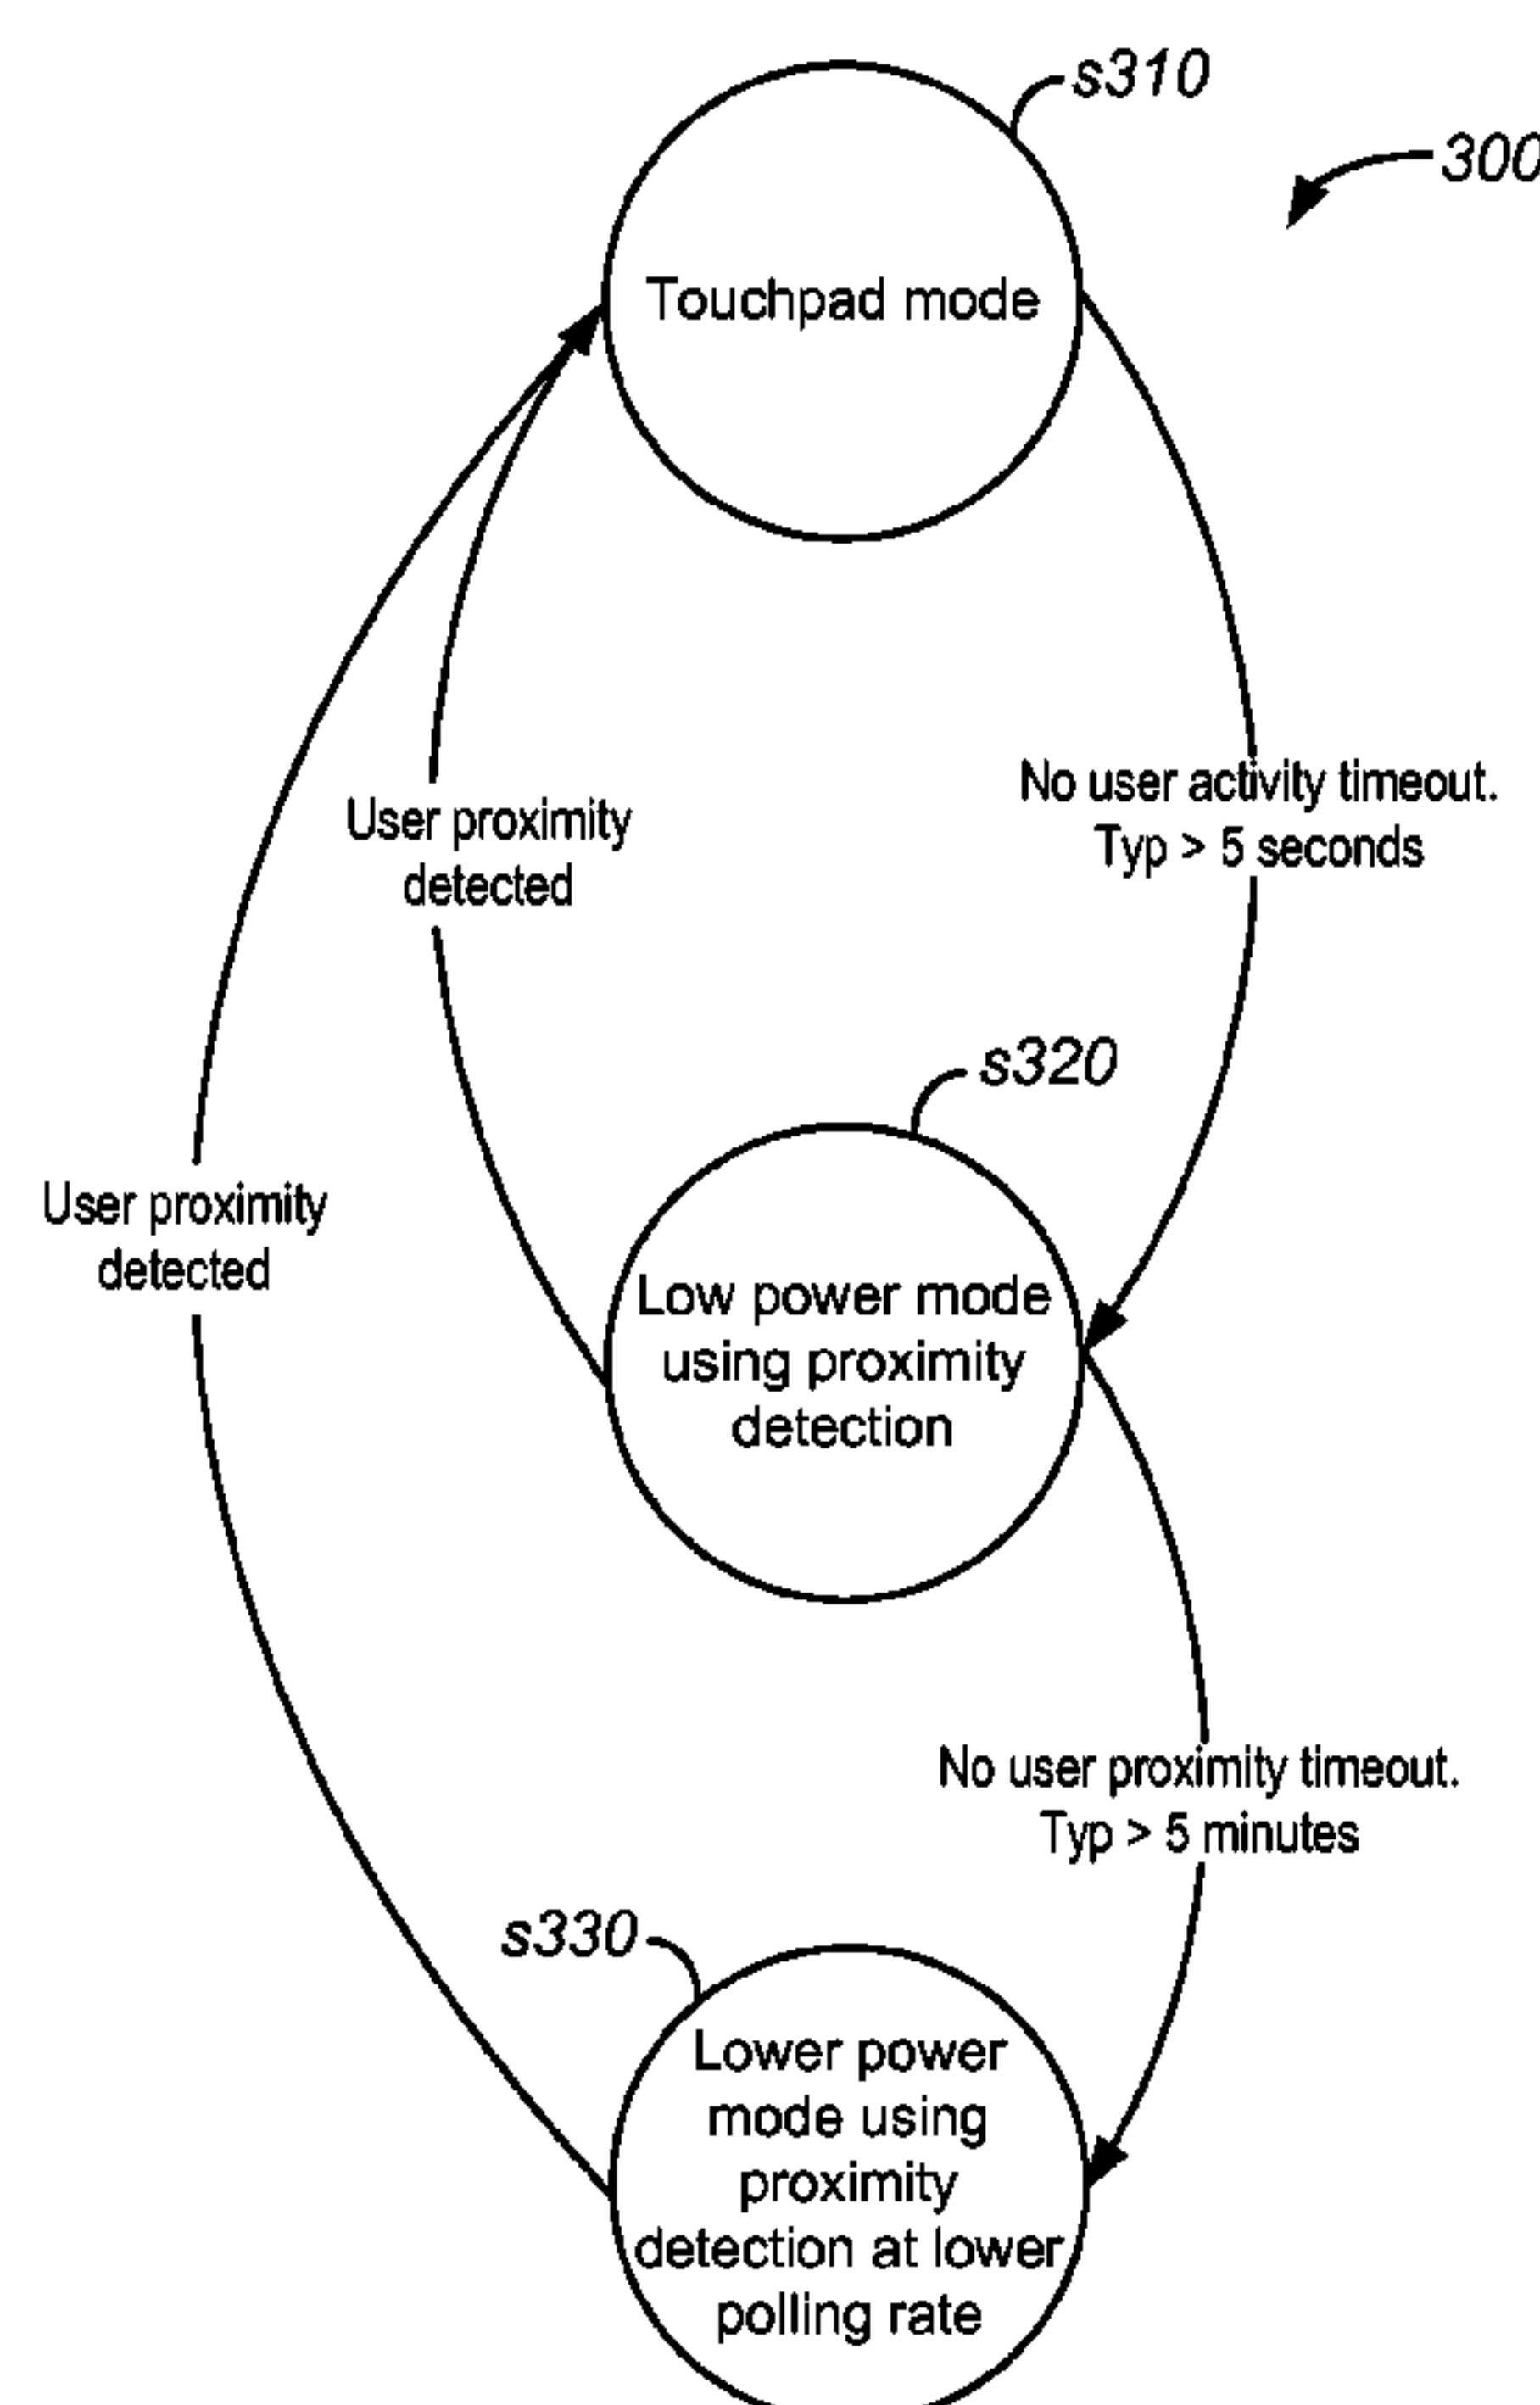 s310
300
Touchpad mode
No user activity timeout.
Typ > 5 seconds
User proximity
detected
s320
User proximity
detected
Low power mode
using proximity
detection
No user proximity timeout.
Typ > 5 minutes
s330
Lower power
mode using
proximity
detection at lower
polling rate